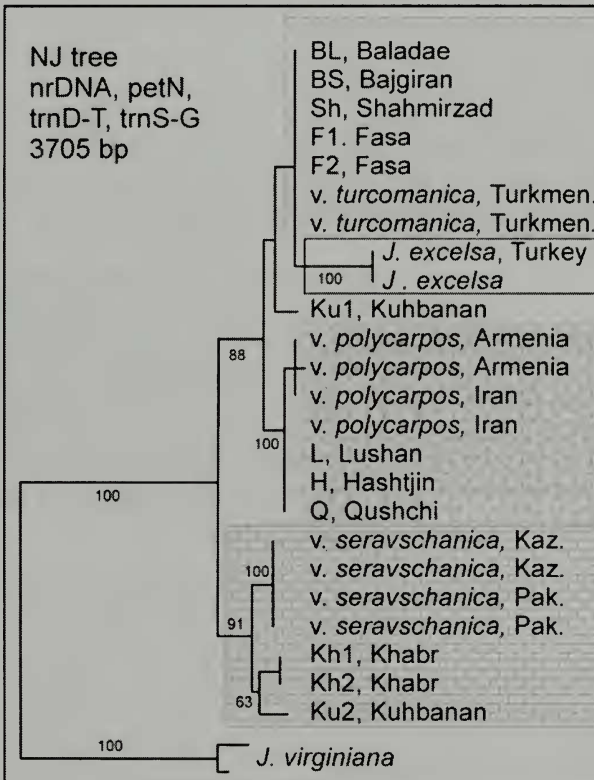 NJ tree
nrDNA, petN,
trnD-T, trnS-G
3705 bp
BL, Baladae
BS, Bajgiran
Sh, Shahmirzad
F1. Fasa
F2, Fasa
v. turcomanica, Turkmen.
v. turcomanica, Turkmen.
J. excelsa, Turkey
100
J . excelsa
Ku1, Kuhbanan
88
v. polycarpos, Armenia
v. polycarpos, Armenia
v. polycarpos, Iran
v. polycarpos, Iran
100
L, Lushan
H, Hashtjin
100
Q, Qushchi
v. seravschanica, Kaz.
100
v. seravschanica, Kaz.
v. seravschanica, Pak.
91
v. seravschanica, Pak.
Kh1, Khabr
Kh2, Khabr
63
Ku2, Kuhbanan
100
J. virginiana